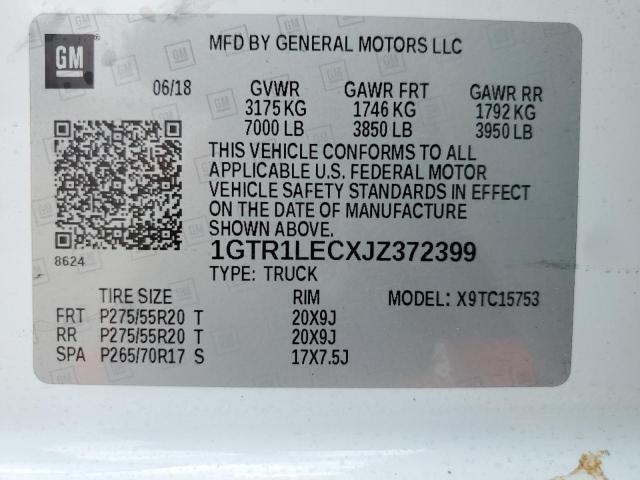 GM
MFD BY GENERAL MOTORS LLC
06/18 GVWR GAWR FRT GAWR RR
3175 KG 1746 KG 1792 KG
7000 LB 3850 LB 3950 LB
THIS VEHICLE CONFORMS TO ALL
APPLICABLE U.S. FEDERAL MOTOR
VEHICLE SAFETY STANDARDS IN EFFECT
ON THE DATE OF MANUFACTURE
SHOWN ABOVE.
8624
1GTR1LECXJZ372399
TYPE: TRUCK
TIRE SIZE RIM MODEL: X9TC15753
FRT P275/55R20 T 20X9J
RR P275/55R20 T 20X9J
SPA P265/70R17 S 17X7.5J